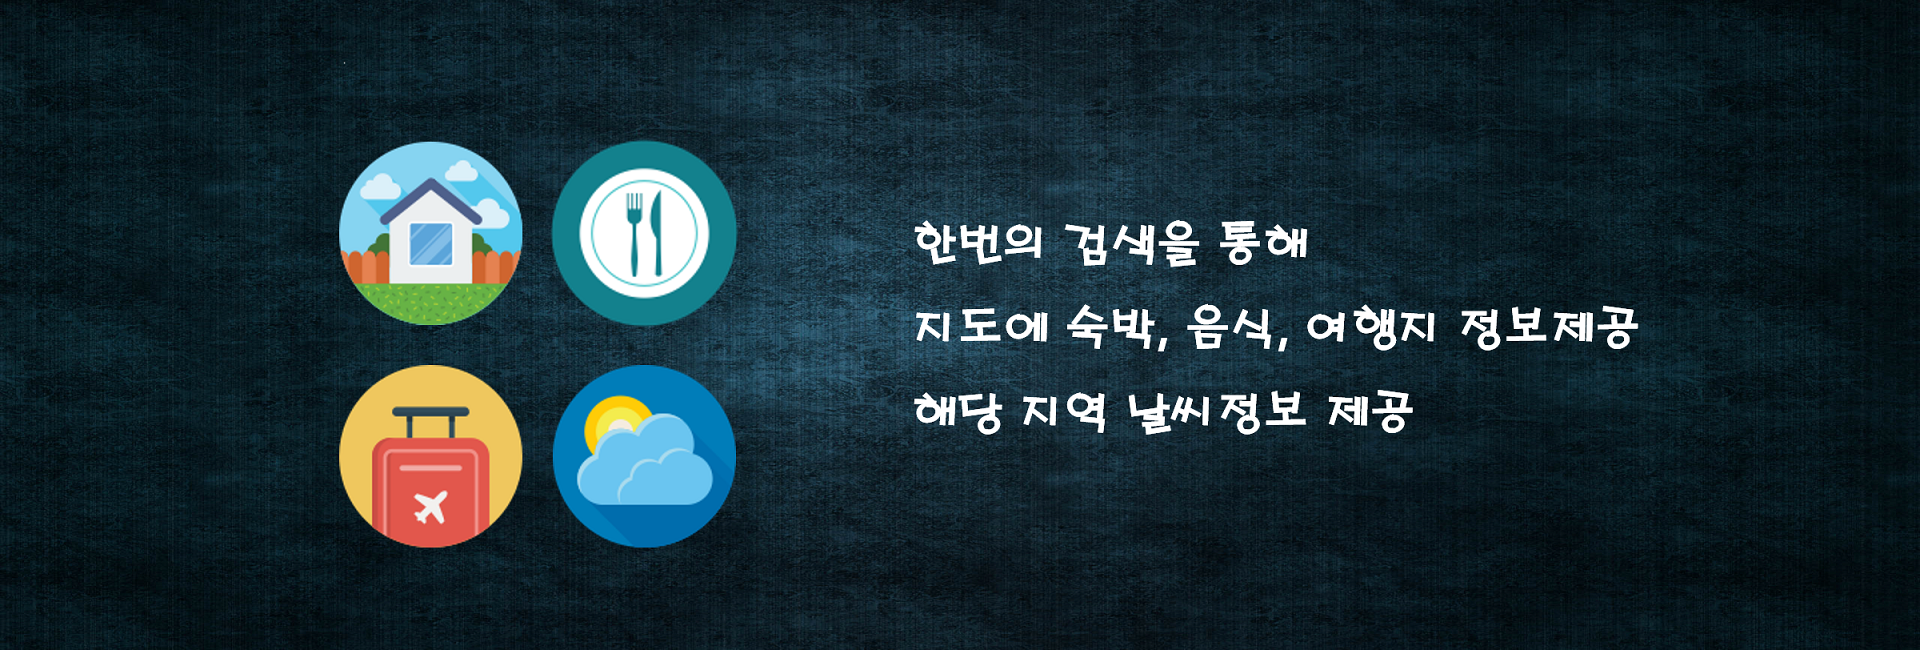 한번의 검색을 통해
지도에 숙박, 음식, 여행지 정보제공
해당 지역 날씨정보 제공